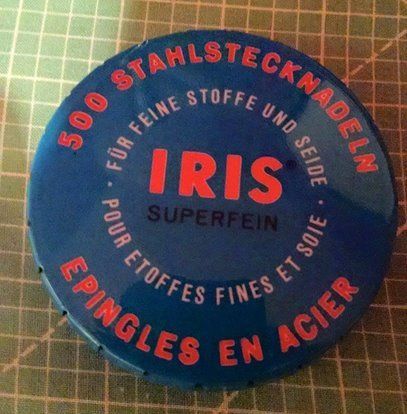 500 STAHLSTECKNADELN
FÜR FEINE STOFFE UND SEIDE
IRIS
SUPERFEIN
POUR ETOFFES FINES ET SOIE
EPINGLES EN ACIER